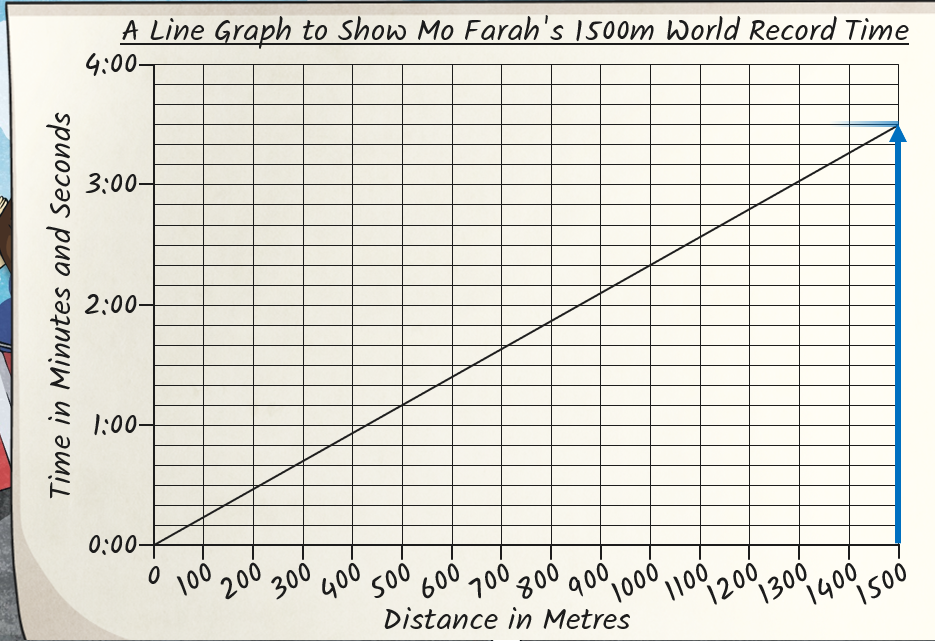 A Line Graph to Show Mo Farah's 1500m World Record Time
Time in Minutes and Seconds
4:00
3:00
2:00
1:00
0:00
0 100 200 300 400 500 600 700 800 900 1000 1100 1200 1300 1400 1500
Distance in Metres